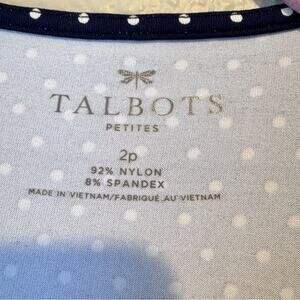 TALBOTS
PETITES
2p
92% NYLON
8% SPANDEX
MADE IN VIETNAM/FABRIQUÉ AU VIETNAM